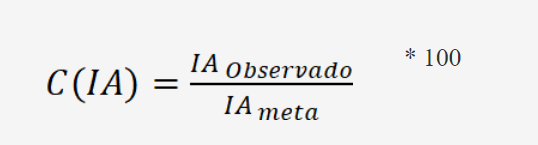 C(IA) = IA Observado / IA meta * 100